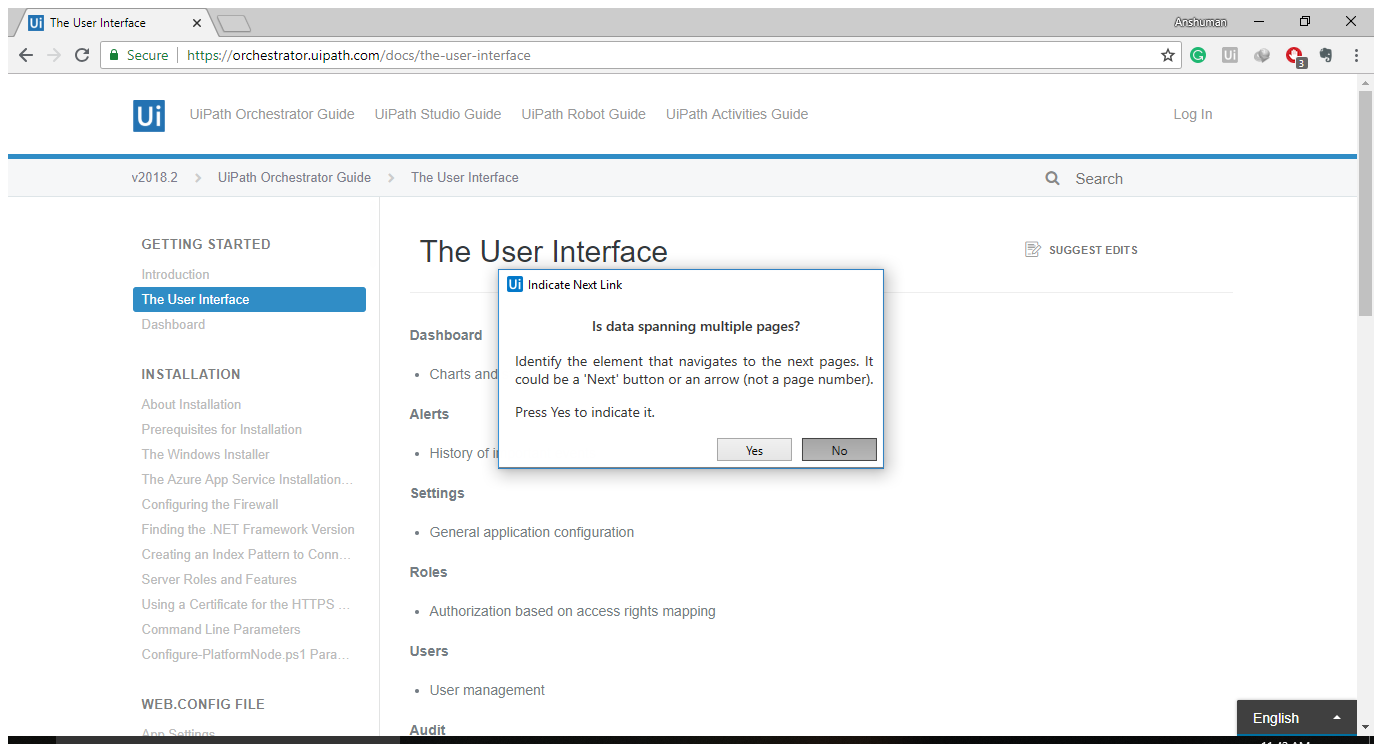 Ui The User Interface
Anshuman
Secure https://orchestrator.uipath.com/docs/the-user-interface
Ui
3
Ui UiPath Orchestrator Guide UiPath Studio Guide UiPath Robot Guide UiPath Activities Guide Log In
v2018.2 UiPath Orchestrator Guide The User Interface Search
GETTING STARTED
Introduction
The User Interface
Dashboard
INSTALLATION
About Installation
Prerequisites for Installation
The Windows Installer
The Azure App Service Installation...
Configuring the Firewall
Finding the .NET Framework Version
Creating an Index Pattern to Conn...
Server Roles and Features
Using a Certificate for the HTTPS ...
Command Line Parameters
Configure-PlatformNode.ps1 Para...
WEB.CONFIG FILE
App Settings
The User Interface
SUGGEST EDITS
Dashboard
• Charts and
Alerts
• History of
Settings
• General application configuration
Roles
• Authorization based on access rights mapping
Users
• User management
Audit
Ui Indicate Next Link
Is data spanning multiple pages?
Identify the element that navigates to the next pages. It
could be a 'Next' button or an arrow (not a page number).
Press Yes to indicate it.
Yes No
English